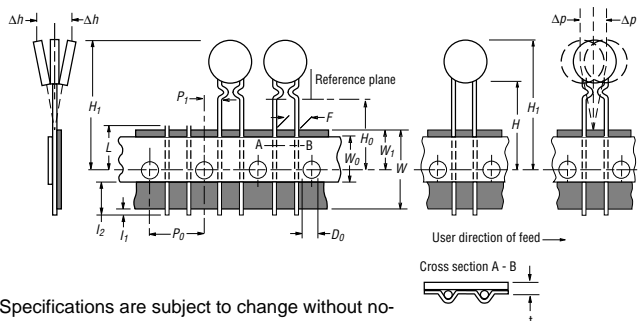 Δh Δh
Δp Δp
H1
P1
Reference plane
F
A B
H0
W0
W1
W
L
H
H1
l2
l1
P0
D0
User direction of feed
Cross section A - B
t
Specifications are subject to change without no-